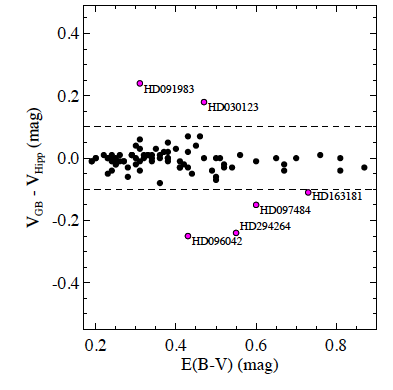 0.4
HD091983
0.2
HD030123
0.0
HD163181
-0.2
HD097484
HD294264
HD096042
-0.4
V_GB - V_Hipp (mag)
0.2 0.4 0.6 0.8
E(B-V) (mag)